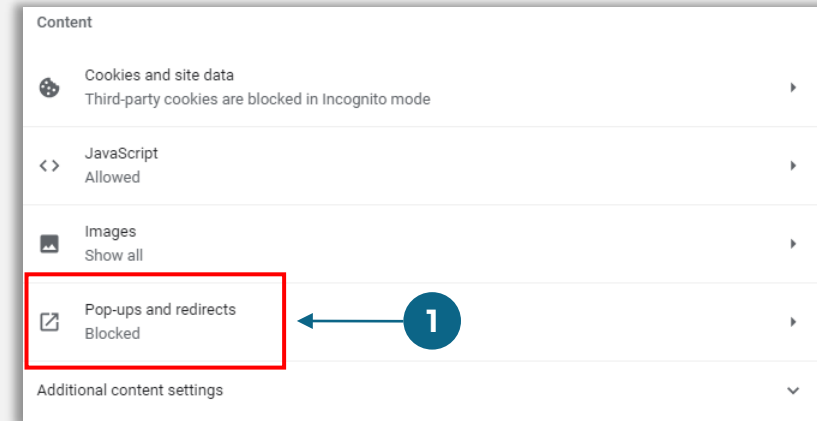 Content
Cookies and site data
Third-party cookies are blocked in Incognito mode
JavaScript
Allowed
Images
Show all
Pop-ups and redirects
Blocked
1
Additional content settings